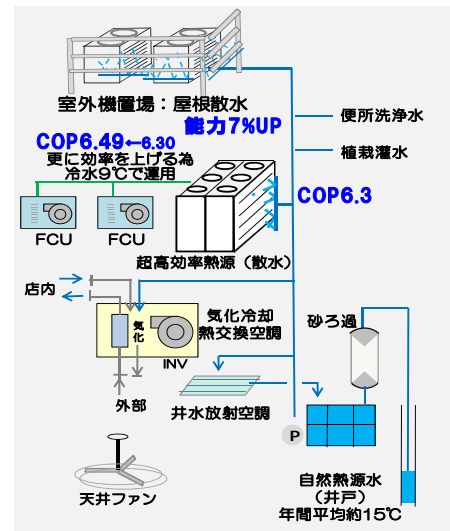 室外機置場:屋根散水
能力7%UP
便所洗浄水
COP6.49←6.30
更に効率を上げる為
冷水9℃で運用
植栽灌水
COP6.3
FCU
FCU
超高効率熱源(散水)
店内
気化
気化冷却
熱交換空調
砂ろ過
INV
外部
井水放射空調
P
天井ファン
自然熱源水
(井戸)
年間平均約15℃